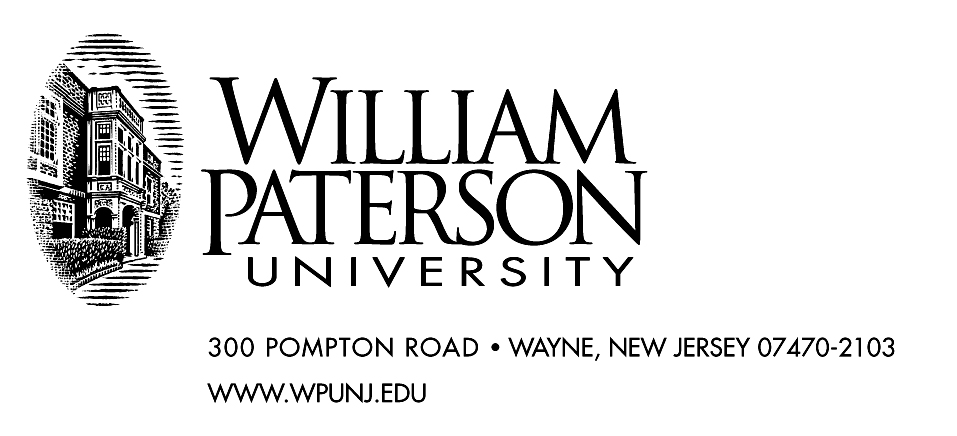 WILLIAM
PATERSON
UNIVERSITY
300 POMPTON ROAD • WAYNE, NEW JERSEY 07470-2103
WWW.WPUNJ.EDU